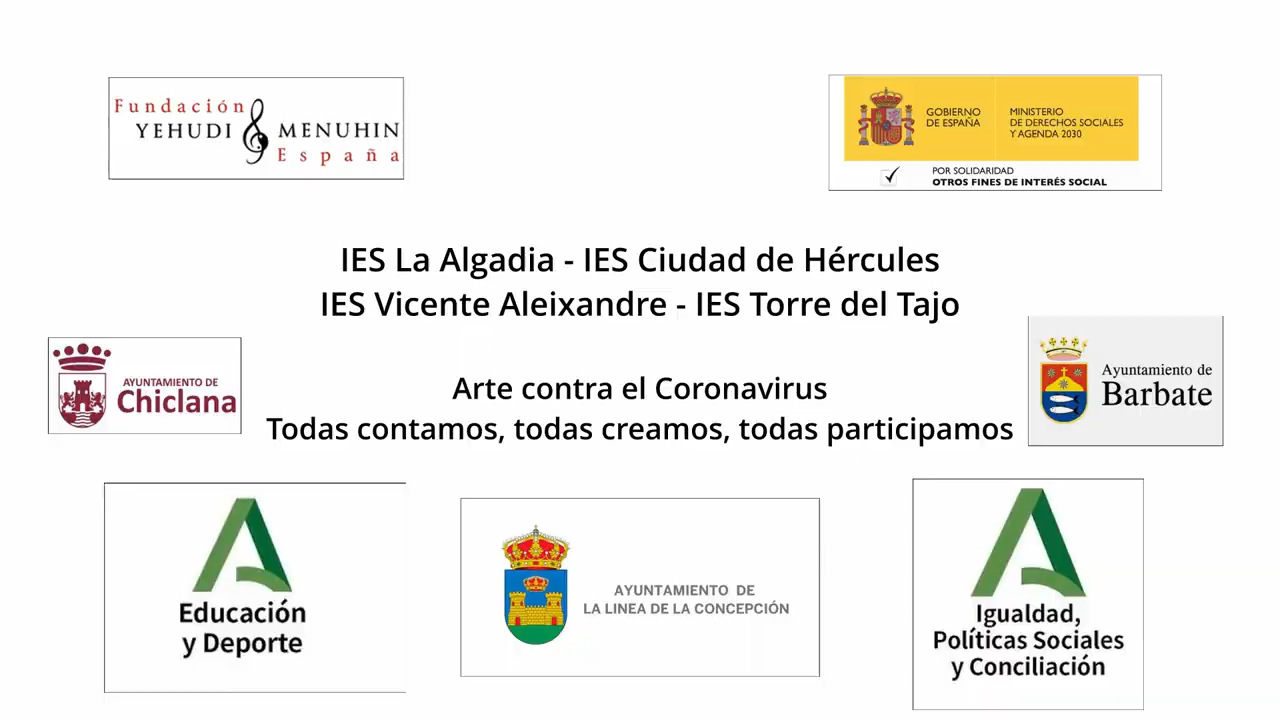 Fundación
YEHUDI MENUHIN
España
GOBIERNO
DE ESPAÑA
MINISTERIO
DE DERECHOS SOCIALES
Y AGENDA 2030
POR SOLIDARIDAD
OTROS FINES DE INTERÉS SOCIAL
IES La Algadia - IES Ciudad de Hércules
IES Vicente Aleixandre - IES Torre del Tajo
AYUNTAMIENTO DE
Chiclana
Arte contra el Coronavirus
Todas contamos, todas creamos, todas participamos
Ayuntamiento de
Barbate
Educación
y Deporte
AYUNTAMIENTO DE
LA LINEA DE LA CONCEPCIÓN
Igualdad,
Políticas Sociales
y Conciliación